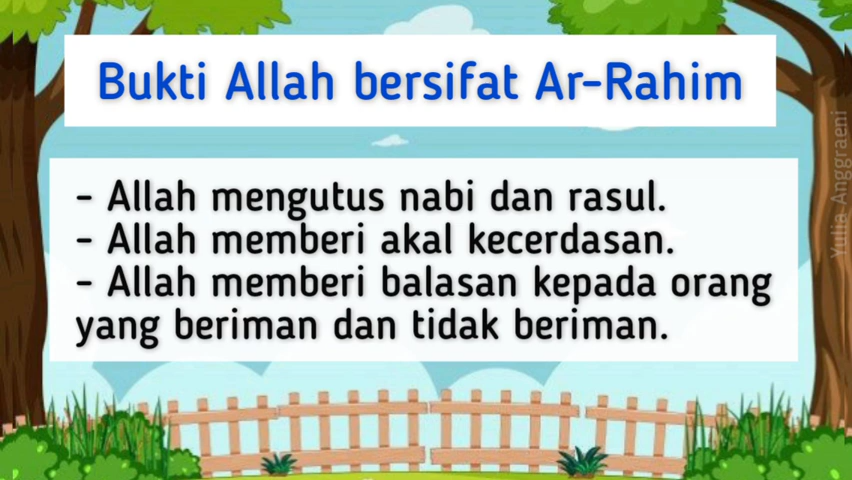 Bukti Allah bersifat Ar-Rahim
- Allah mengutus nabi dan rasul.
- Allah memberi akal kecerdasan.
- Allah memberi balasan kepada orang
yang beriman dan tidak beriman.
Yulia Anggraeni